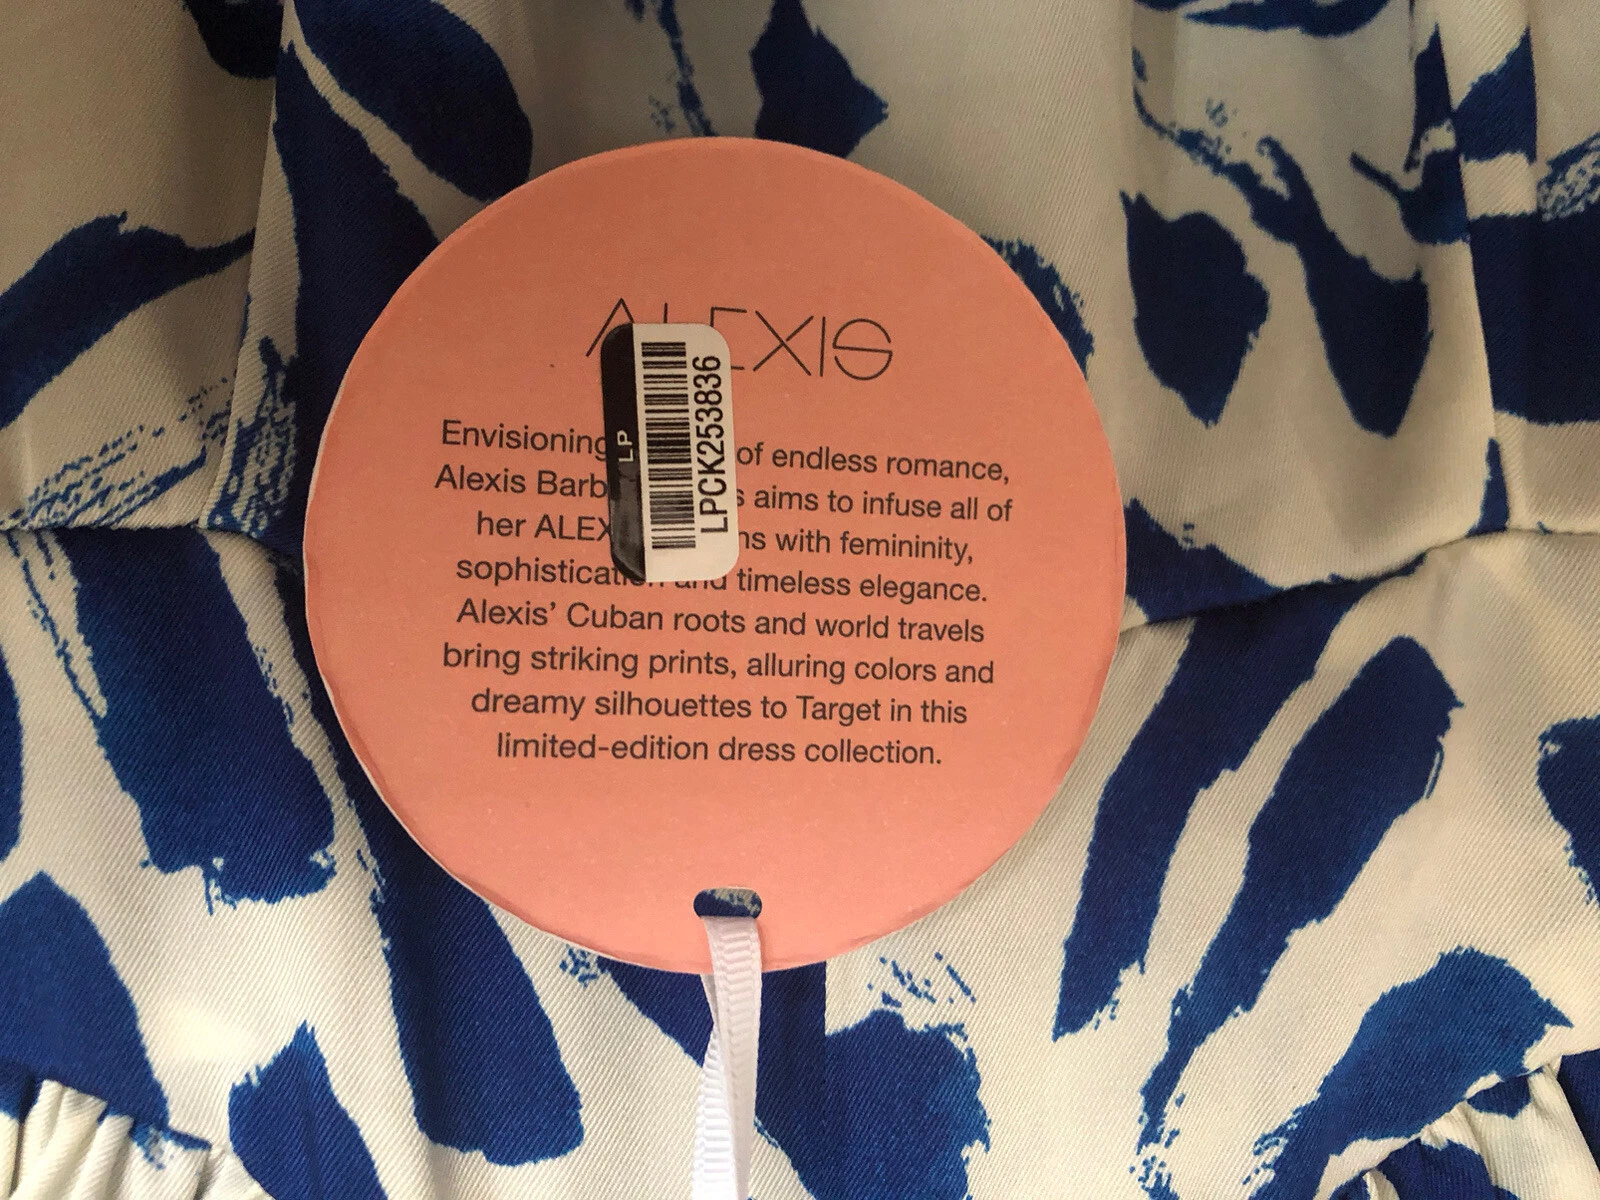 ALEXIS
LP
LPCK253836
Envisioning of endless romance,
Alexis Barb s aims to infuse all of
her ALEX ns with femininity,
sophistication and timeless elegance.
Alexis' Cuban roots and world travels
bring striking prints, alluring colors and
dreamy silhouettes to Target in this
limited-edition dress collection.